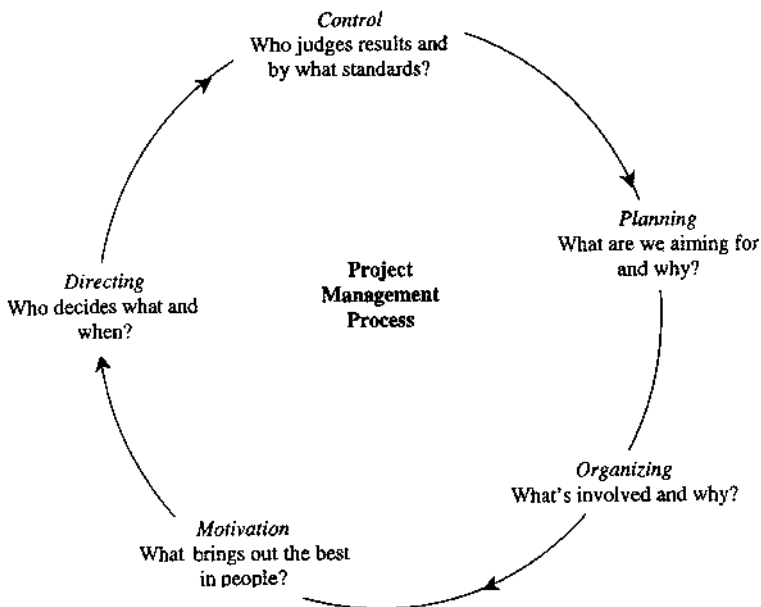 Control
Who judges results and
by what standards?
Planning
What are we aiming for
and why?
Organizing
What's involved and why?
Motivation
What brings out the best
in people?
Directing
Who decides what and
when?
Project
Management
Process